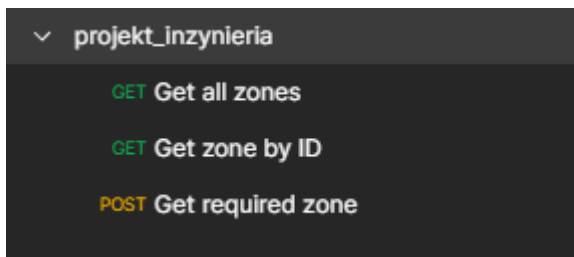 projekt_inzynieria
GET Get all zones
GET Get zone by ID
POST Get required zone